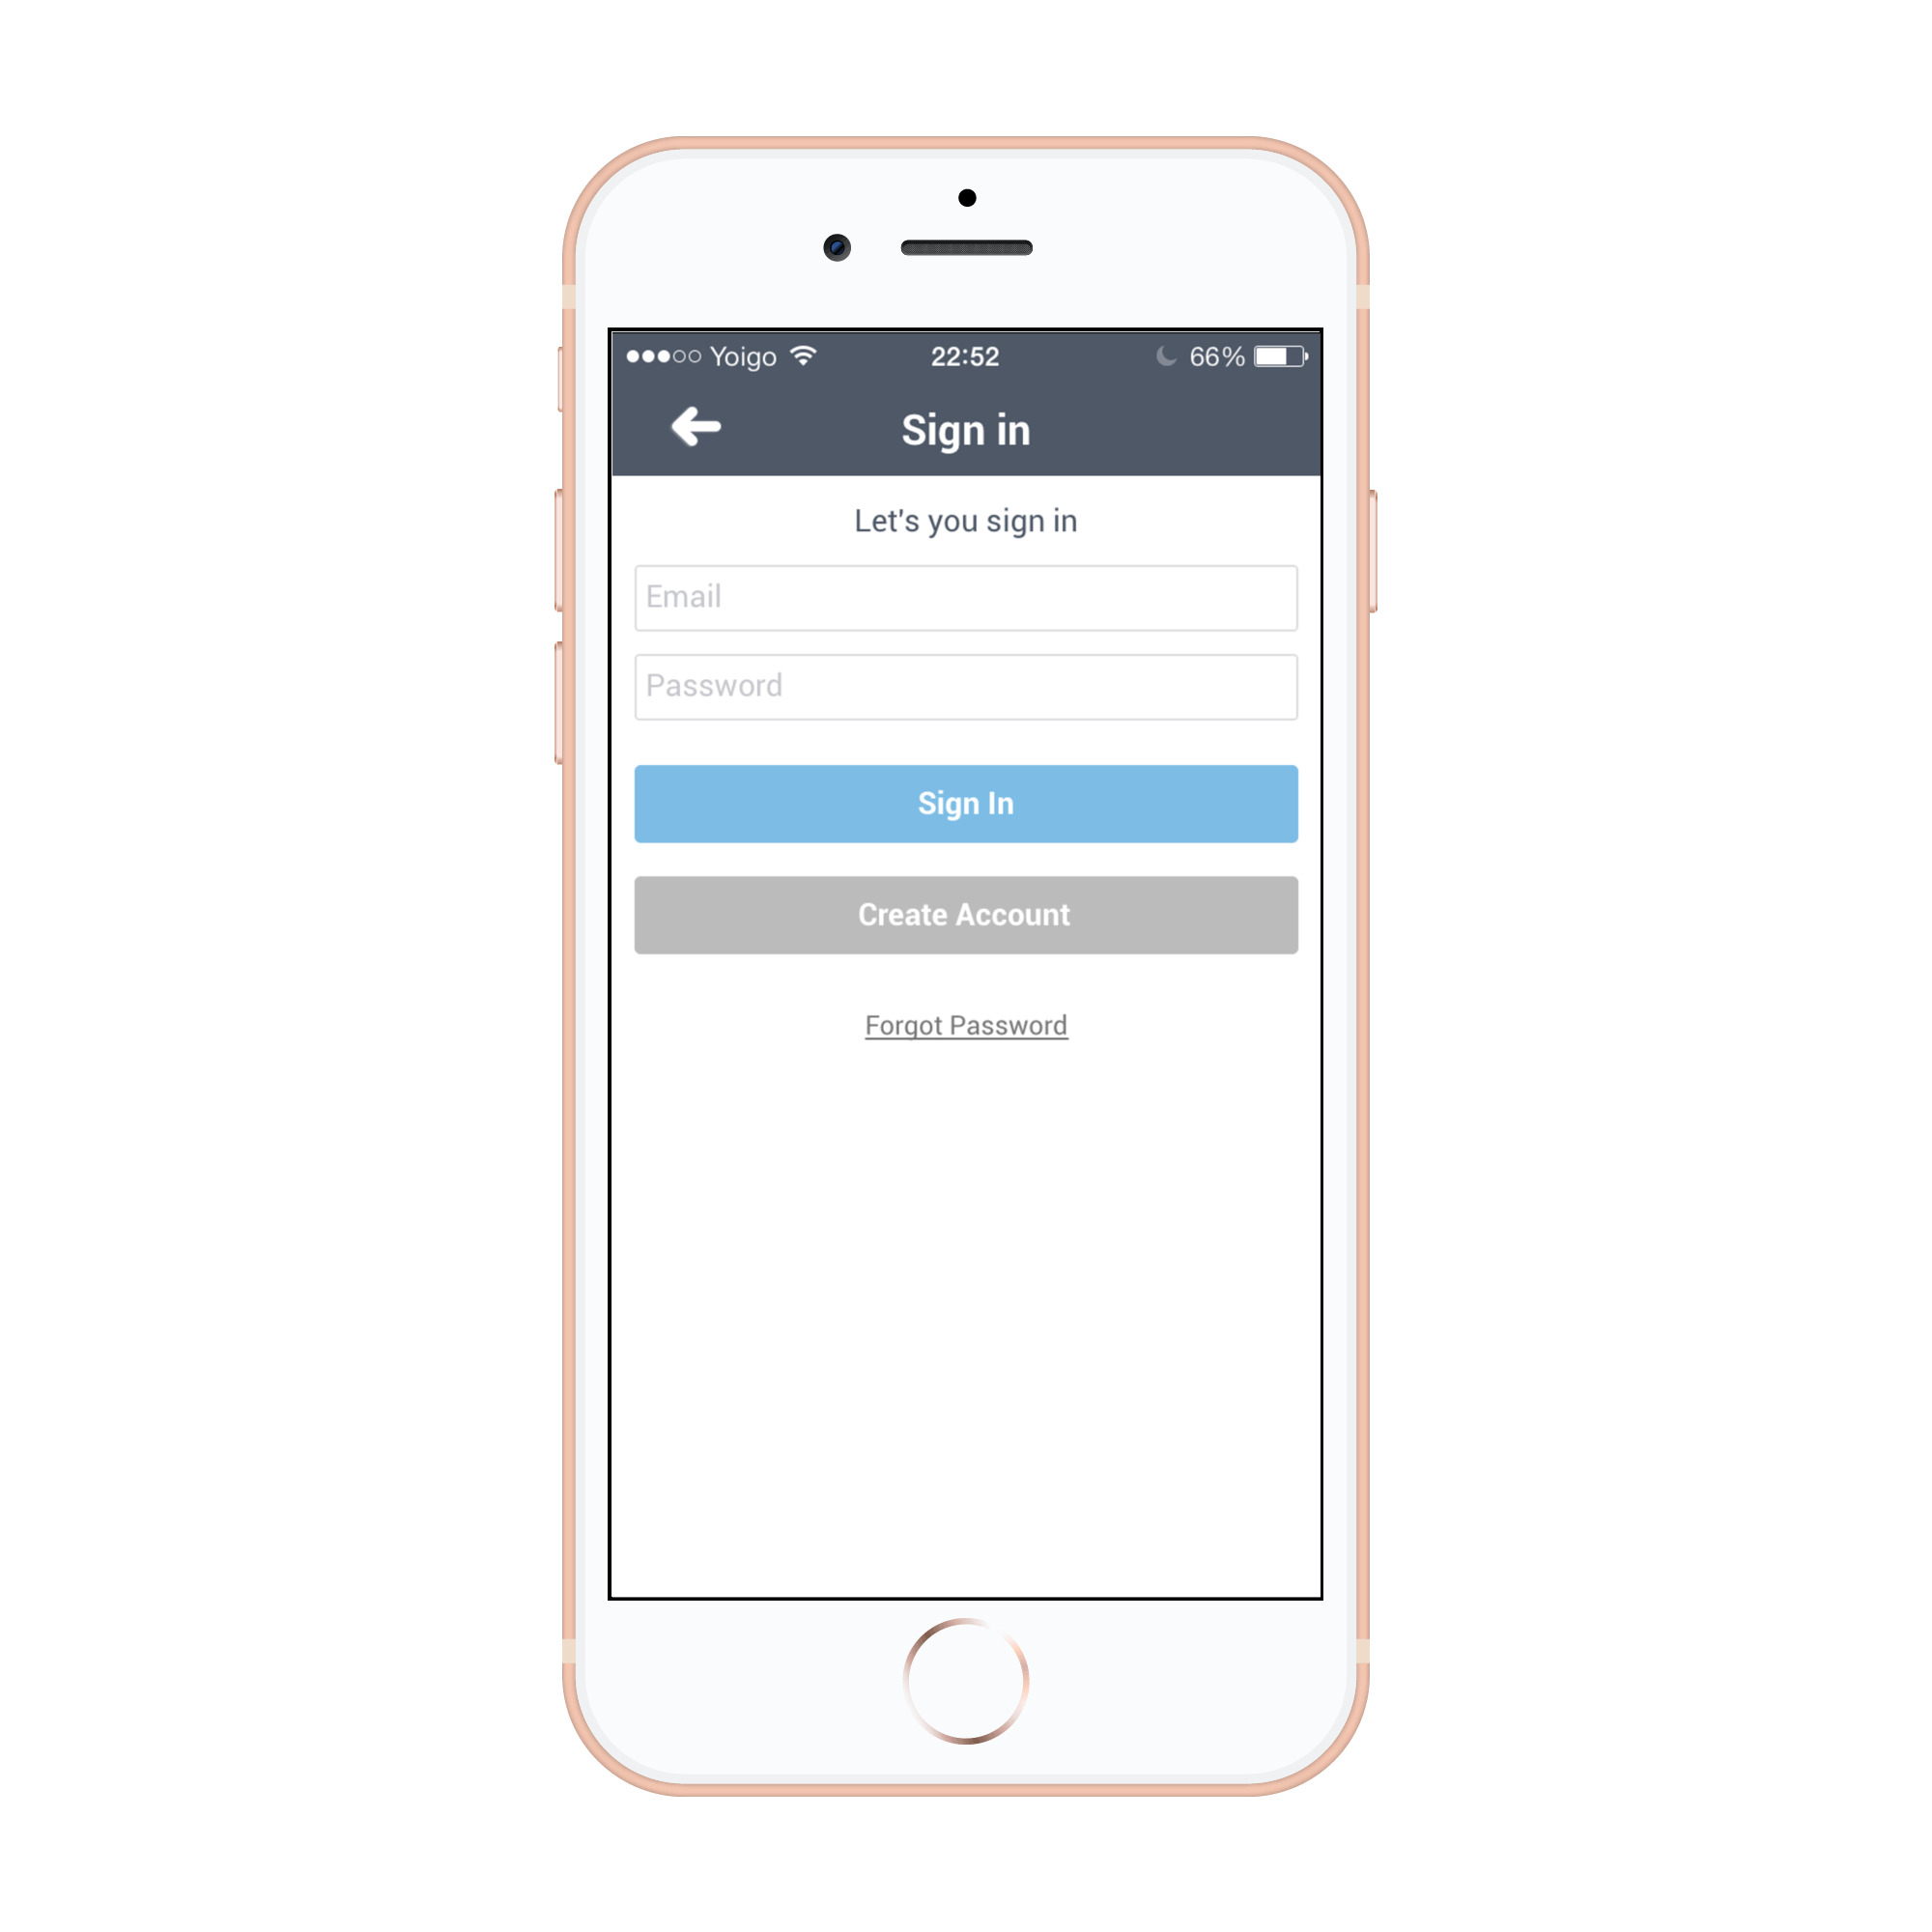 Yoigo 22:52 66%
Sign in
Let's you sign in
Email
Password
Sign In
Create Account
Forgot Password